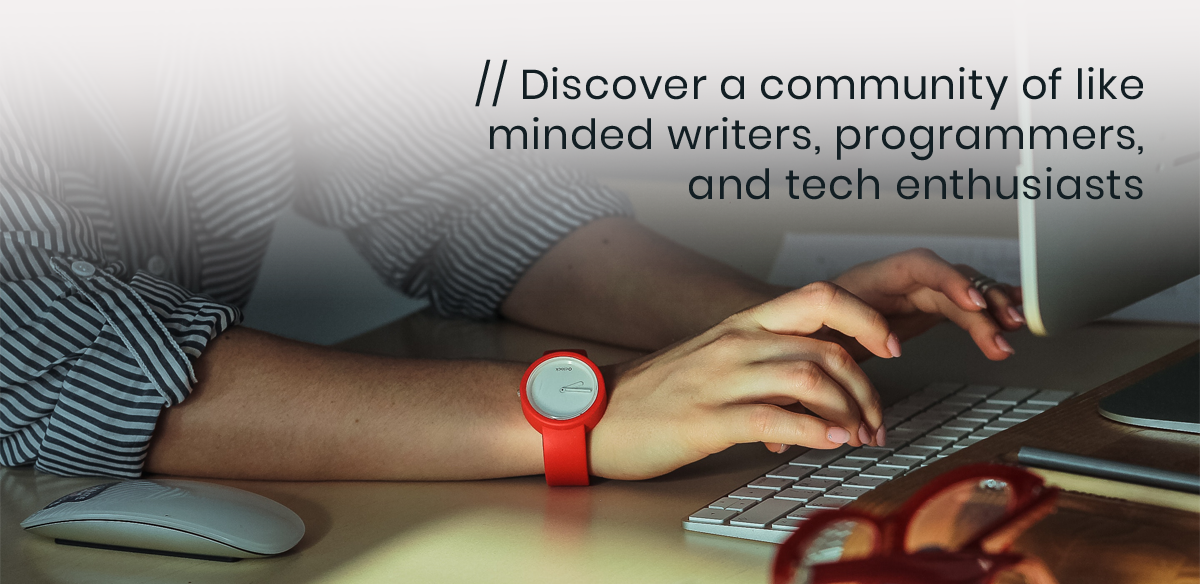 // Discover a community of like
minded writers, programmers,
and tech enthusiasts